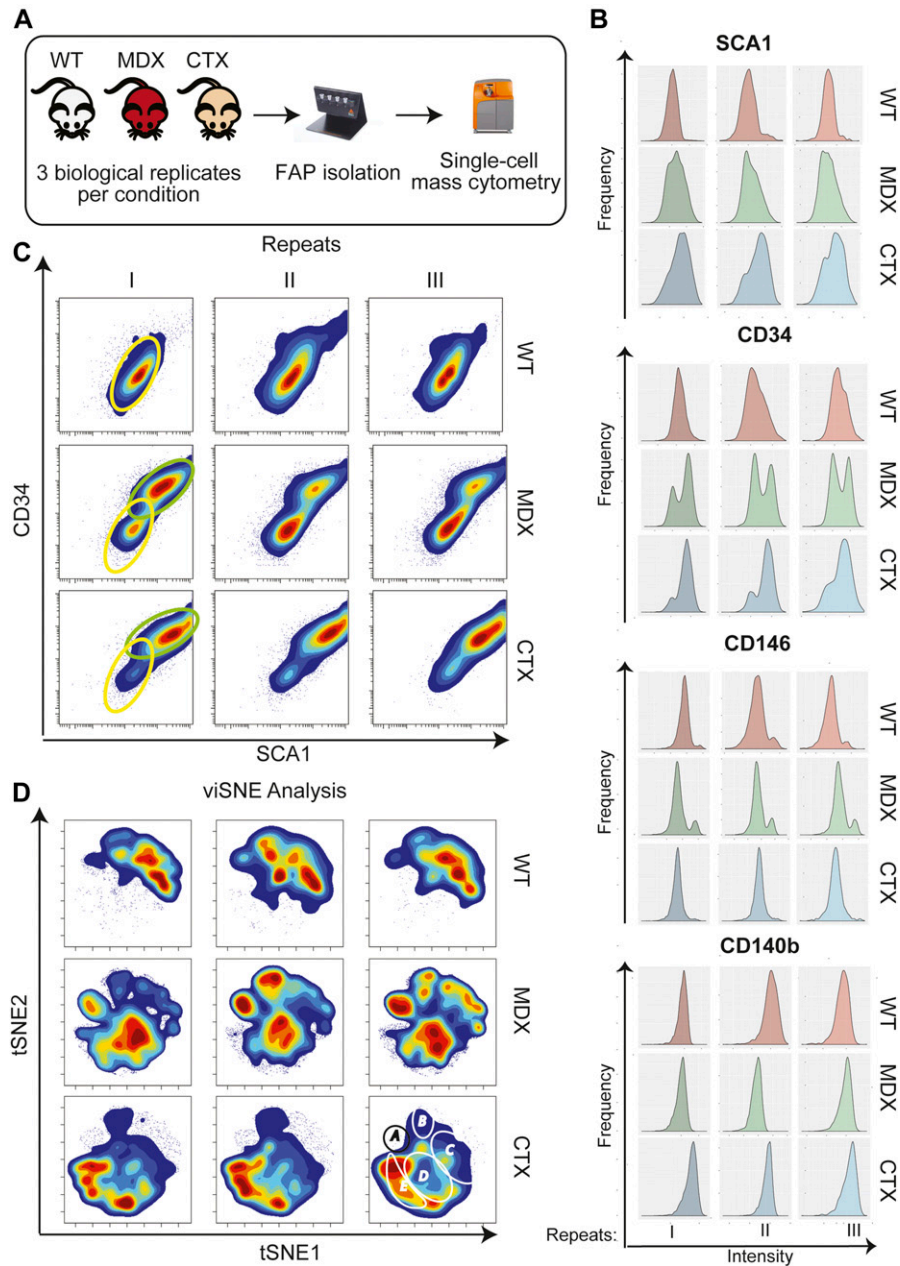 A
WT MDX CTX
3 biological replicates
per condition
FAP isolation
Single-cell
mass cytometry
B
SCA1
Frequency
WT
MDX
CTX
CD34
Frequency
WT
MDX
CTX
CD146
Frequency
WT
MDX
CTX
CD140b
Frequency
WT
MDX
CTX
Repeats: I II III
Intensity
C
Repeats
I II III
CD34
WT
MDX
CTX
SCA1
D
viSNE Analysis
tSNE2
WT
MDX
CTX
A
B
C
D
E
tSNE1